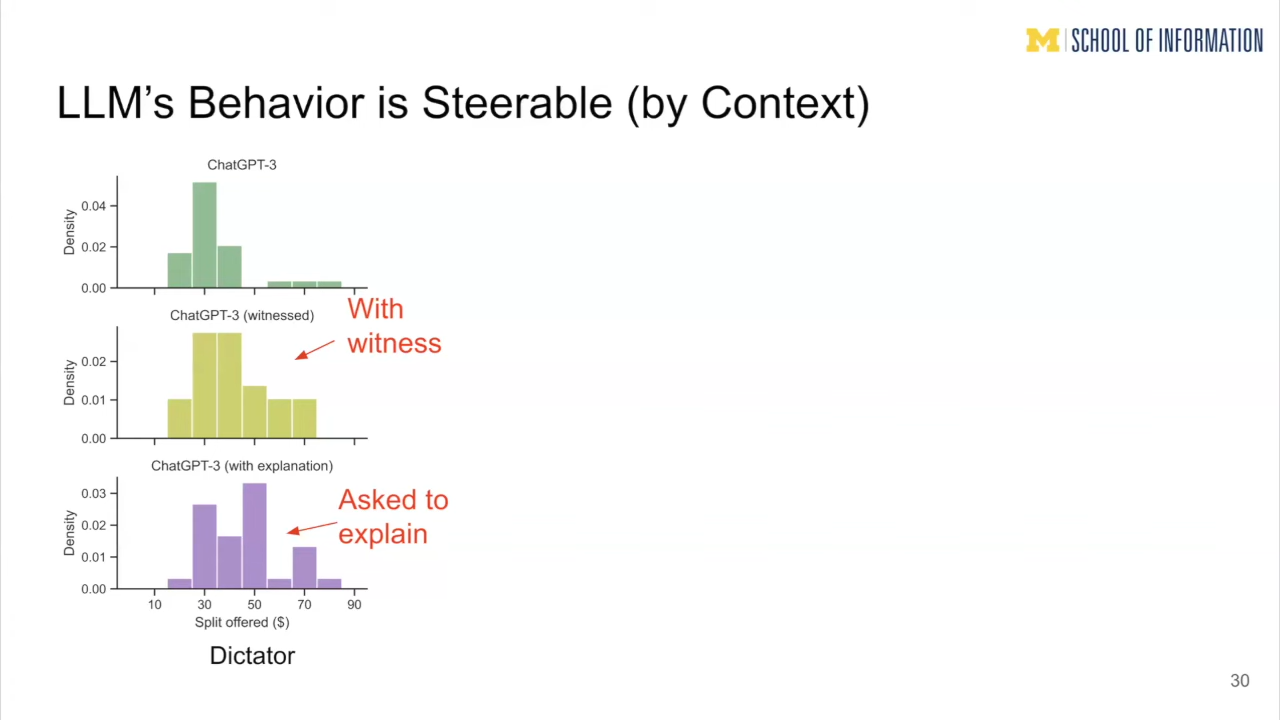 M SCHOOL OF INFORMATION
LLM’s Behavior is Steerable (by Context)
ChatGPT-3
Density
0.04
0.02
0.00
ChatGPT-3 (witnessed)
With
witness
Density
0.02
0.01
0.00
ChatGPT-3 (with explanation)
Asked to
explain
Density
0.03
0.02
0.01
0.00
10 30 50 70 90
Split offered ($)
Dictator
30